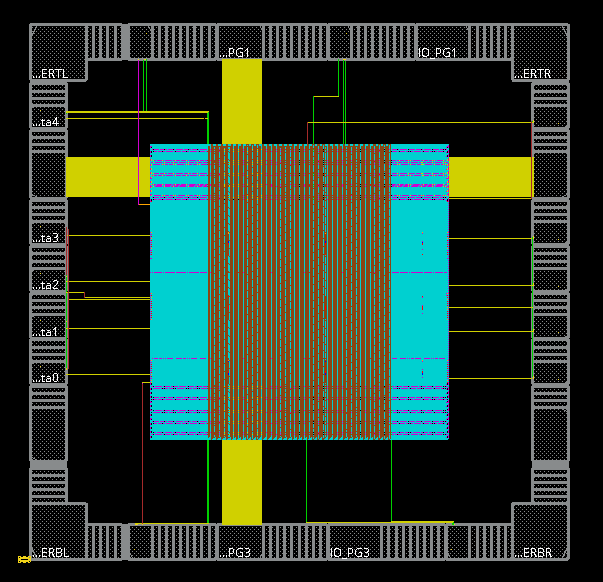 ...PG1
IO_PG1
...ERTL
...ERTR
...ta4
...ta3
...ta2
...ta1
...ta0
...ERBL
...PG3
IO_PG3
...ERBR